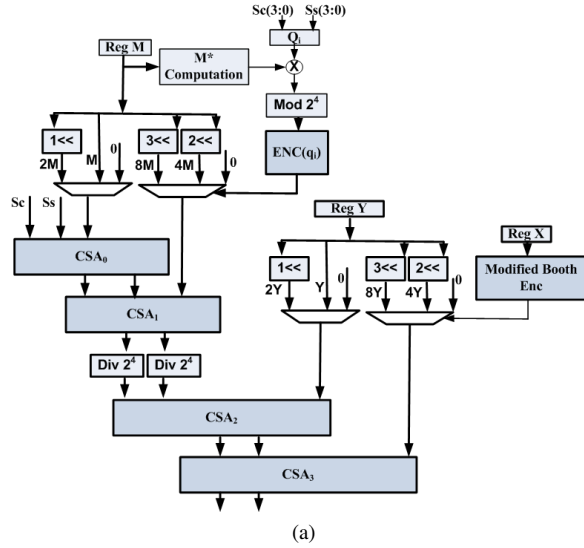 Sc(3:0) Ss(3:0)
Reg M
Qi
M*
Computation
X
Mod 2⁴
1<<
3<<
2<<
0
ENC(qi)
2M
M
8M
4M
0
Sc
Ss
Reg Y
Reg X
CSA₀
1<<
3<<
2<<
0
Modified Booth
Enc
2Y
Y
0
8Y
4Y
CSA₁
Div 2⁴
Div 2⁴
CSA₂
CSA₃
(a)